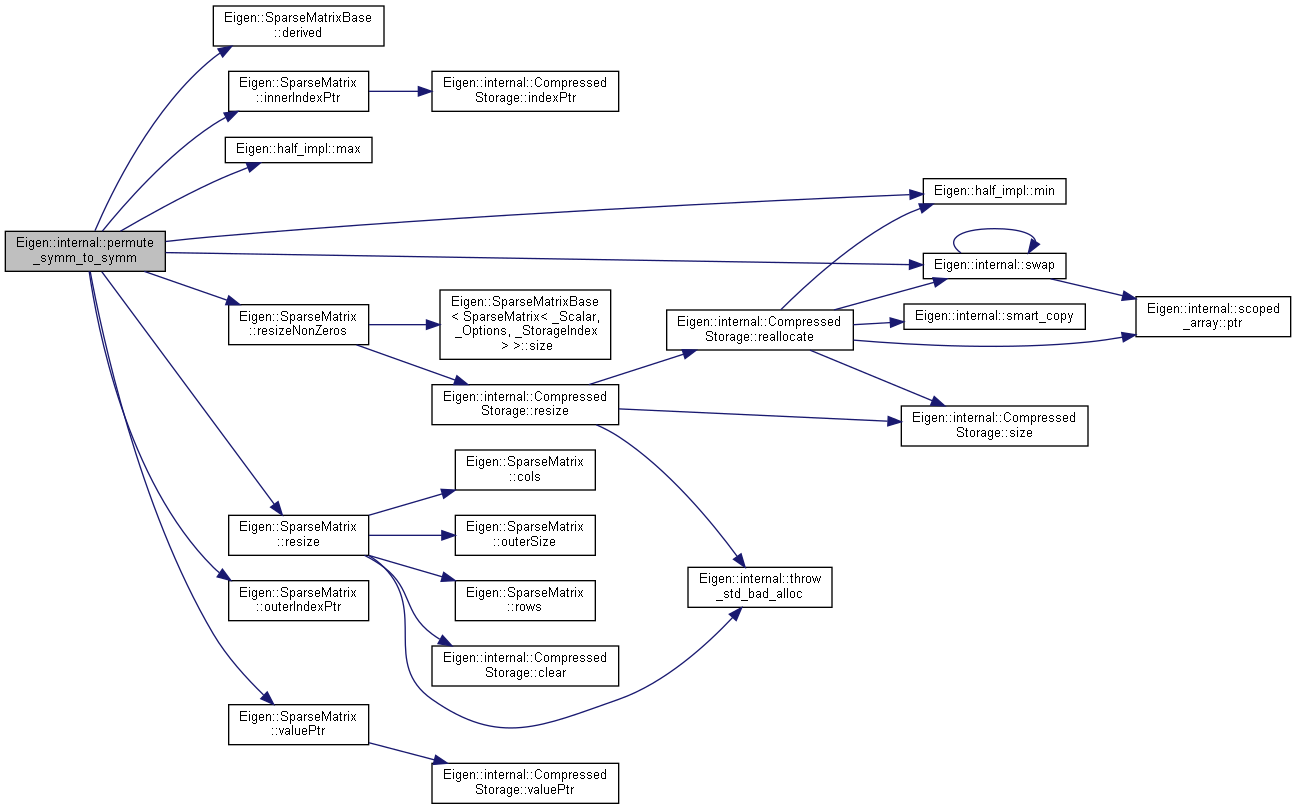 Eigen::SparseMatrixBase
::derived
Eigen::SparseMatrix
::innerIndexPtr
Eigen::internal::Compressed
Storage::indexPtr
Eigen::half_impl::max
Eigen::half_impl::min
Eigen::internal::permute
_symm_to_symm
Eigen::internal::swap
Eigen::SparseMatrix
::resizeNonZeros
Eigen::SparseMatrixBase
< SparseMatrix< _Scalar,
_Options, _StorageIndex
> >::size
Eigen::internal::Compressed
Storage::reallocate
Eigen::internal::smart_copy
Eigen::internal::scoped
_array::ptr
Eigen::internal::Compressed
Storage::resize
Eigen::internal::Compressed
Storage::size
Eigen::SparseMatrix
::cols
Eigen::SparseMatrix
::resize
Eigen::SparseMatrix
::outerSize
Eigen::SparseMatrix
::outerIndexPtr
Eigen::SparseMatrix
::rows
Eigen::internal::throw
_std_bad_alloc
Eigen::internal::Compressed
Storage::clear
Eigen::SparseMatrix
::valuePtr
Eigen::internal::Compressed
Storage::valuePtr